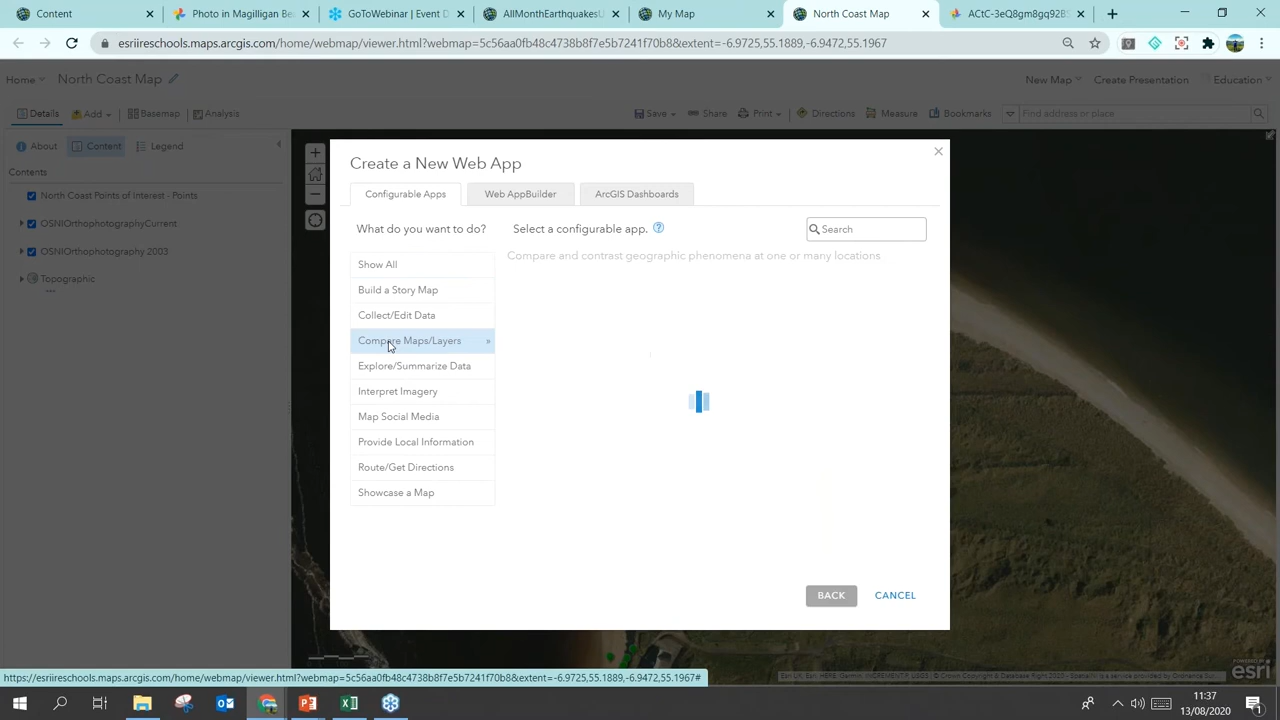 Content
Photo in Magilligan Be
GoToWebinar | Event D
AllMonthEarthquakesU
My Map
North Coast Map
ACtC-3eQ8gm8gq92BS
esriireschools.maps.arcgis.com/home/webmap/viewer.html?webmap=5c56aa0fb48c4738b8f7e5b7241f70b8&extent=-6.9725,55.1889,-6.9472,55.1967
Home
North Coast Map
New Map
Create Presentation
Education
Details
Add
Basemap
Analysis
Save
Share
Print
Directions
Measure
Bookmarks
Find address or place
About
Content
Legend
Contents
North Coast Points of Interest - Points
OSNIOrthophotographyCurrent
OSNIOrthophotography 2003
Topographic
Create a New Web App
Configurable Apps
Web AppBuilder
ArcGIS Dashboards
What do you want to do?
Select a configurable app.
Search
Compare and contrast geographic phenomena at one or many locations
Show All
Build a Story Map
Collect/Edit Data
Compare Maps/Layers
Explore/Summarize Data
Interpret Imagery
Map Social Media
Provide Local Information
Route/Get Directions
Showcase a Map
BACK
CANCEL
POWERED BY
esri
https://esriireschools.maps.arcgis.com/home/webmap/viewer.html?webmap=5c56aa0fb48c4738b8f7e5b7241f70b8&extent=-6.9725,55.1889,-6.9472,55.1967#
11:37
13/08/2020